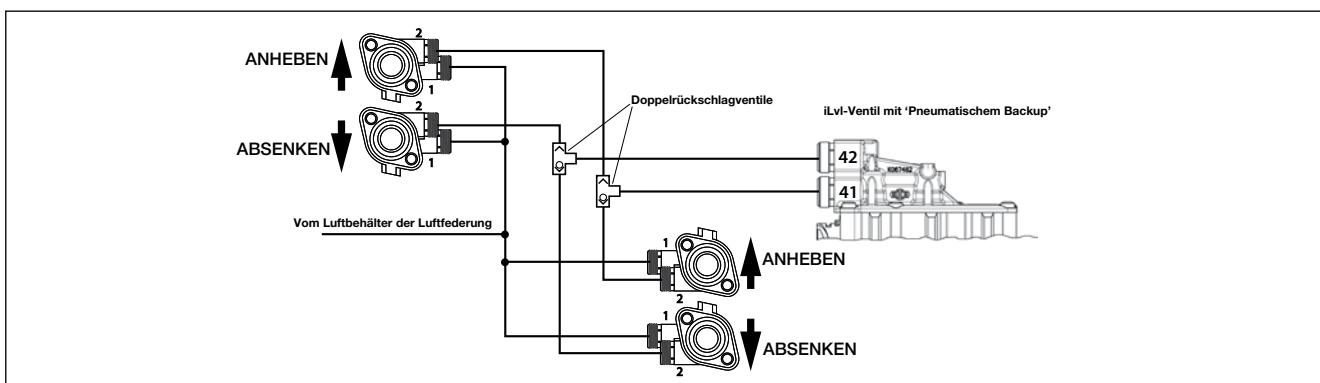 2
ANHEBEN
1
2
ABSENKEN
1
Doppelrückschlagventile
iLvl-Ventil mit ‘Pneumatischem Backup’
42
K067462
41
Vom Luftbehälter der Luftfederung
1
ANHEBEN
2
1
ABSENKEN
2